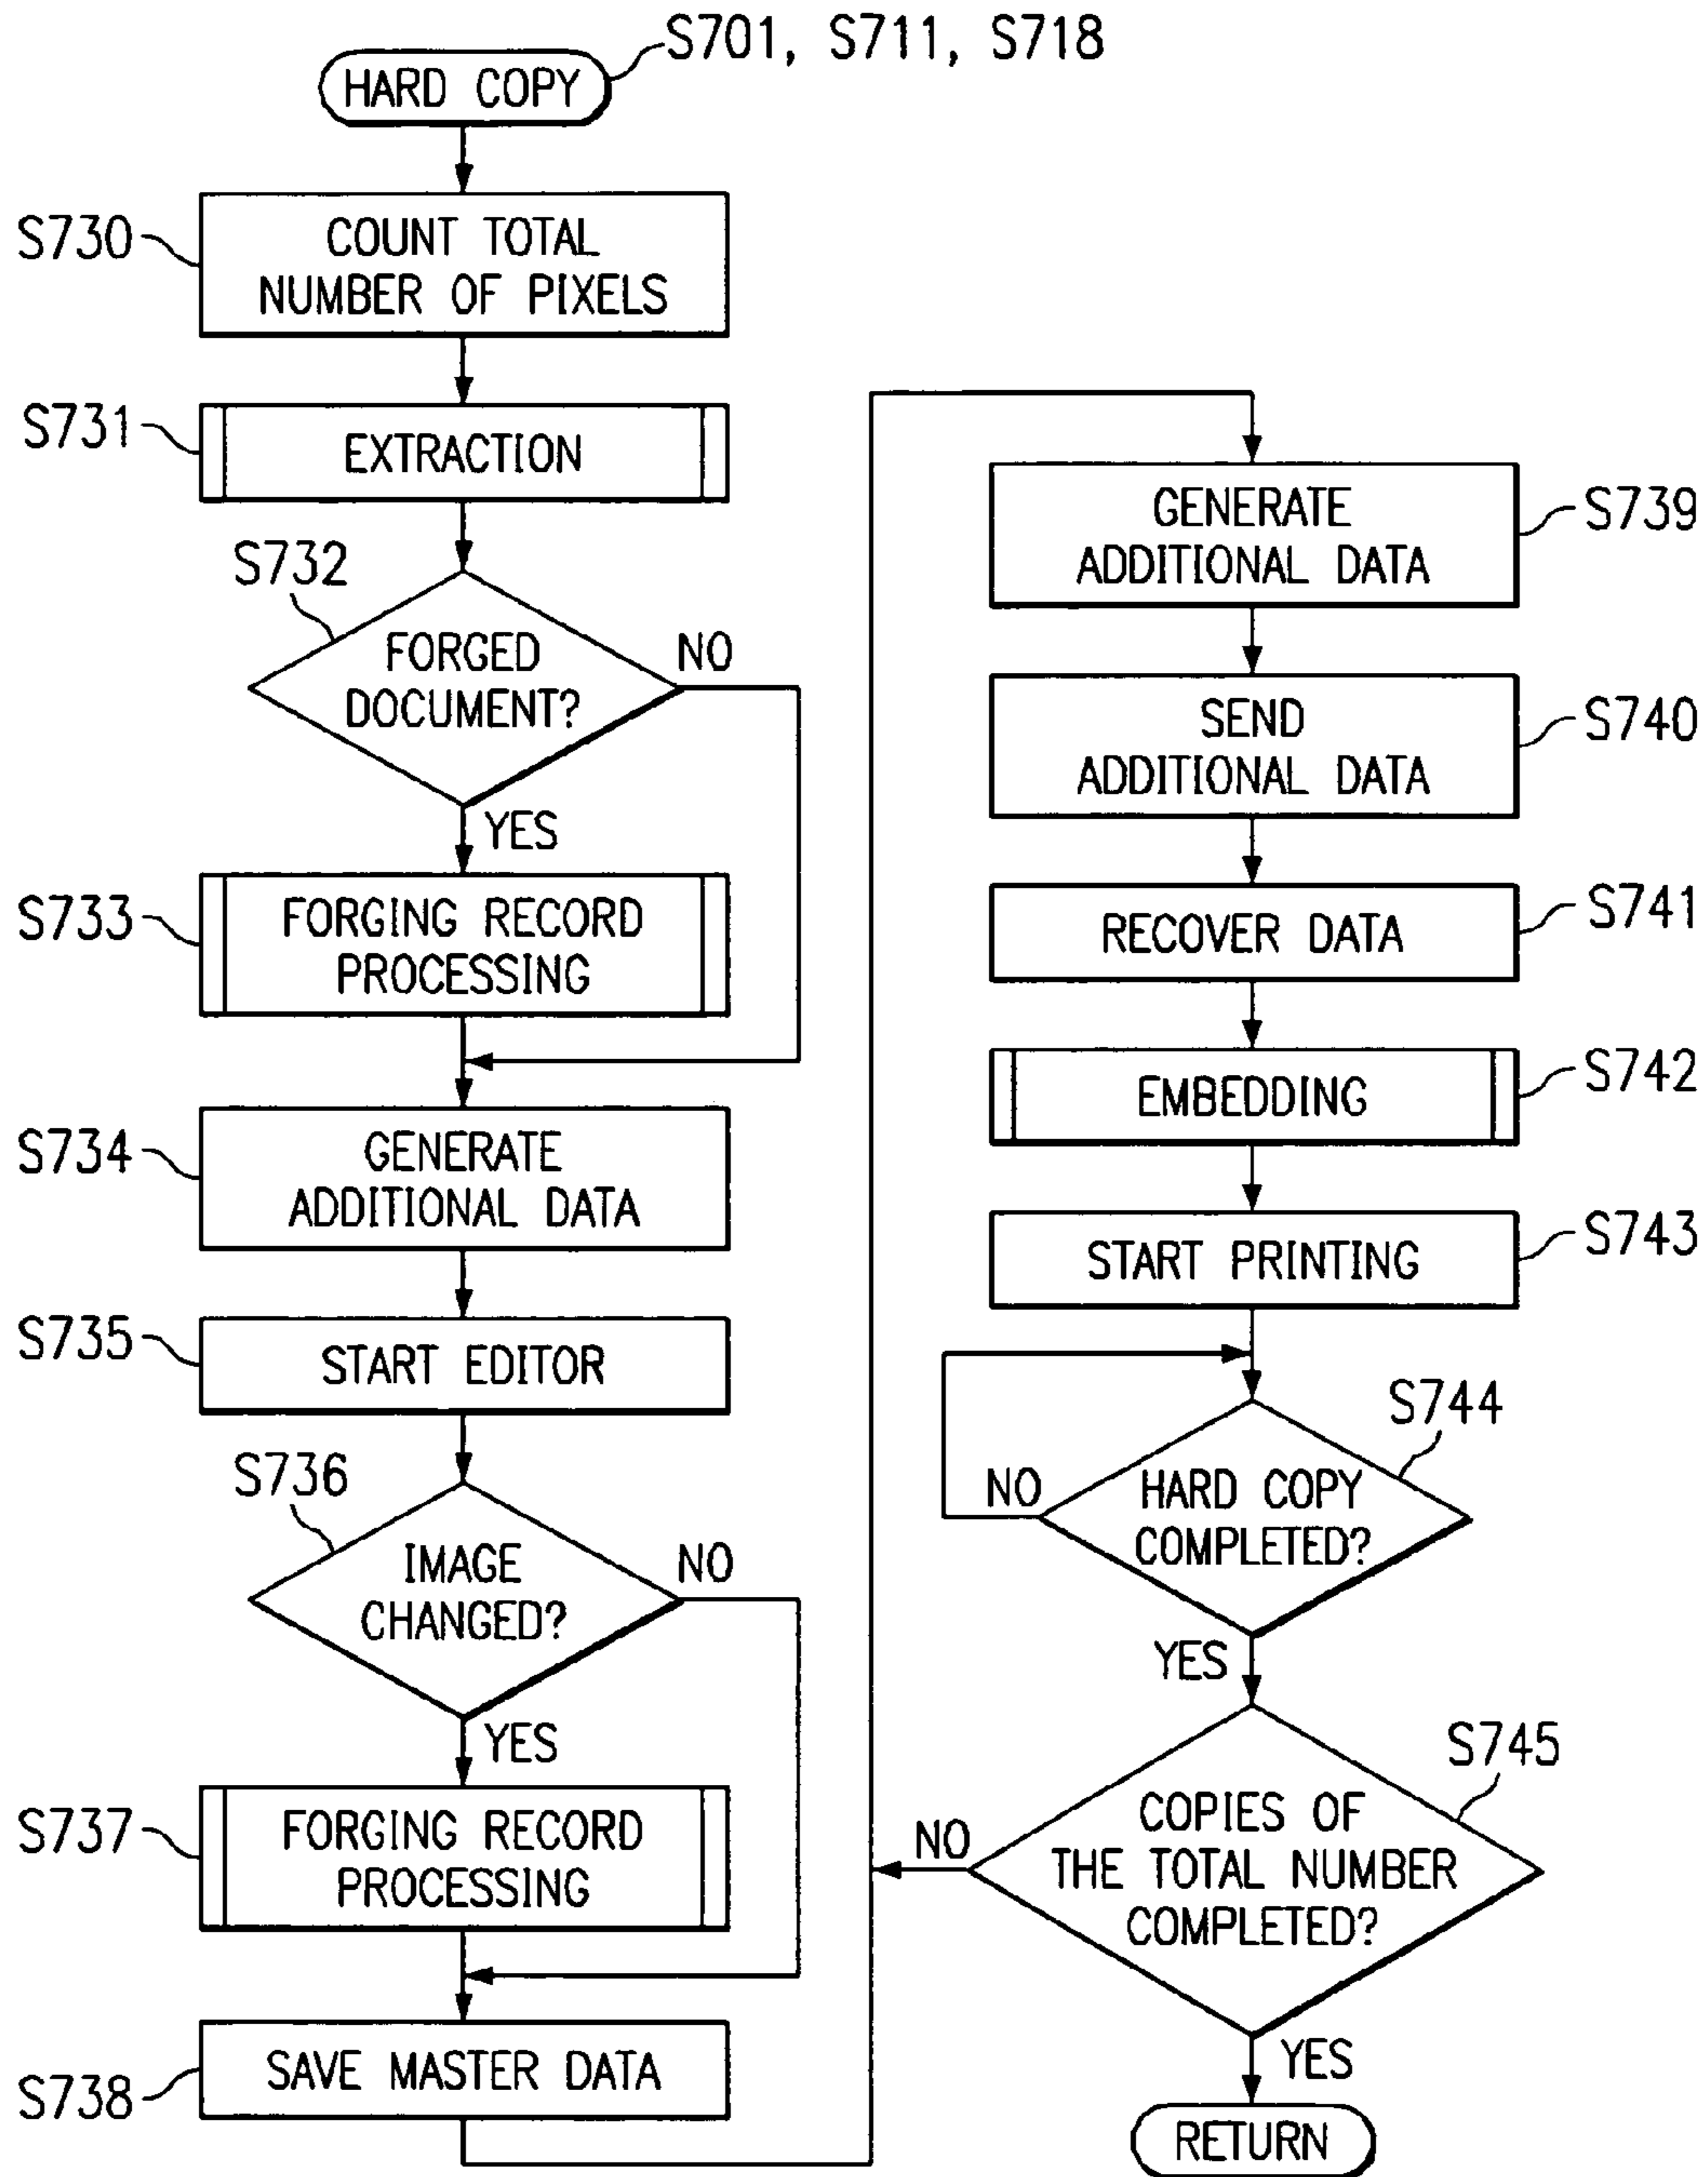 S701, S711, S718
HARD COPY
S730
COUNT TOTAL
NUMBER OF PIXELS
S731
EXTRACTION
S732
FORGED
DOCUMENT?
NO
YES
S733
FORGING RECORD
PROCESSING
S734
GENERATE
ADDITIONAL DATA
S735
START EDITOR
S736
IMAGE
CHANGED?
NO
YES
S737
FORGING RECORD
PROCESSING
S738
SAVE MASTER DATA
GENERATE
ADDITIONAL DATA
S739
SEND
ADDITIONAL DATA
S740
RECOVER DATA
S741
EMBEDDING
S742
START PRINTING
S743
S744
HARD COPY
COMPLETED?
NO
YES
S745
COPIES OF
THE TOTAL NUMBER
COMPLETED?
NO
YES
RETURN